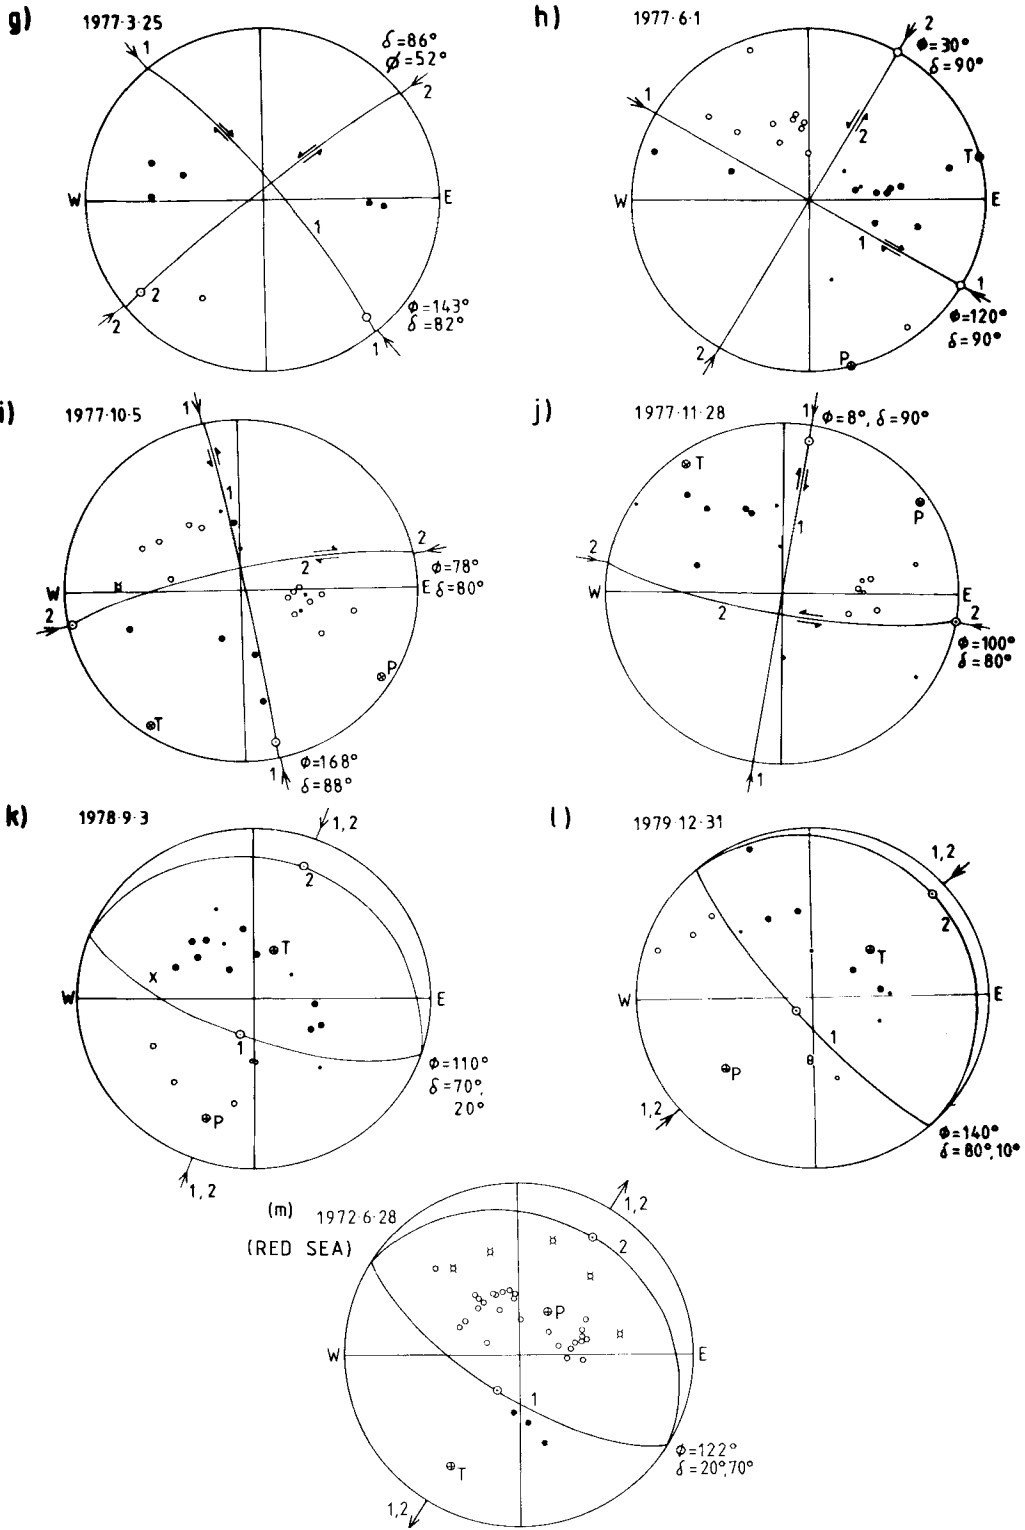 g)
1977·3·25
1
δ=86°
ϕ=52°
2
W
E
1
2
2
ϕ=143°
δ=82°
1
h)
1977·6·1
2
ϕ=30°
δ=90°
1
2
T
W
E
1
1
2
ϕ=120°
δ=90°
P
i)
1977·10·5
1
1
2
2
ϕ=78°
W
E δ=80°
2
P
T
1
ϕ=168°
δ=88°
j)
1977·11·28
1
ϕ=8°, δ=90°
T
P
1
2
W
E
2
2
ϕ=100°
δ=80°
1
k)
1978·9·3
1,2
2
T
X
W
E
1
ϕ=110°
δ=70°,
20°
P
1,2
l)
1979·12·31
1,2
2
T
W
E
1
P
1,2
ϕ=140°
δ=80°,10°
(m)
1972·6·28
(RED SEA)
1,2
2
P
W
E
1
ϕ=122°
δ=20°,70°
T
1,2